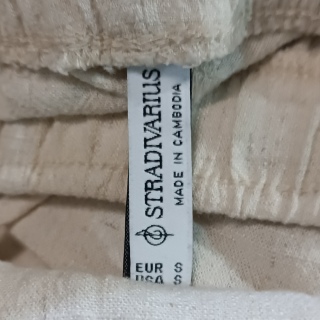 STRADIVARIUS
MADE IN CAMBODIA
EUR S
USA S